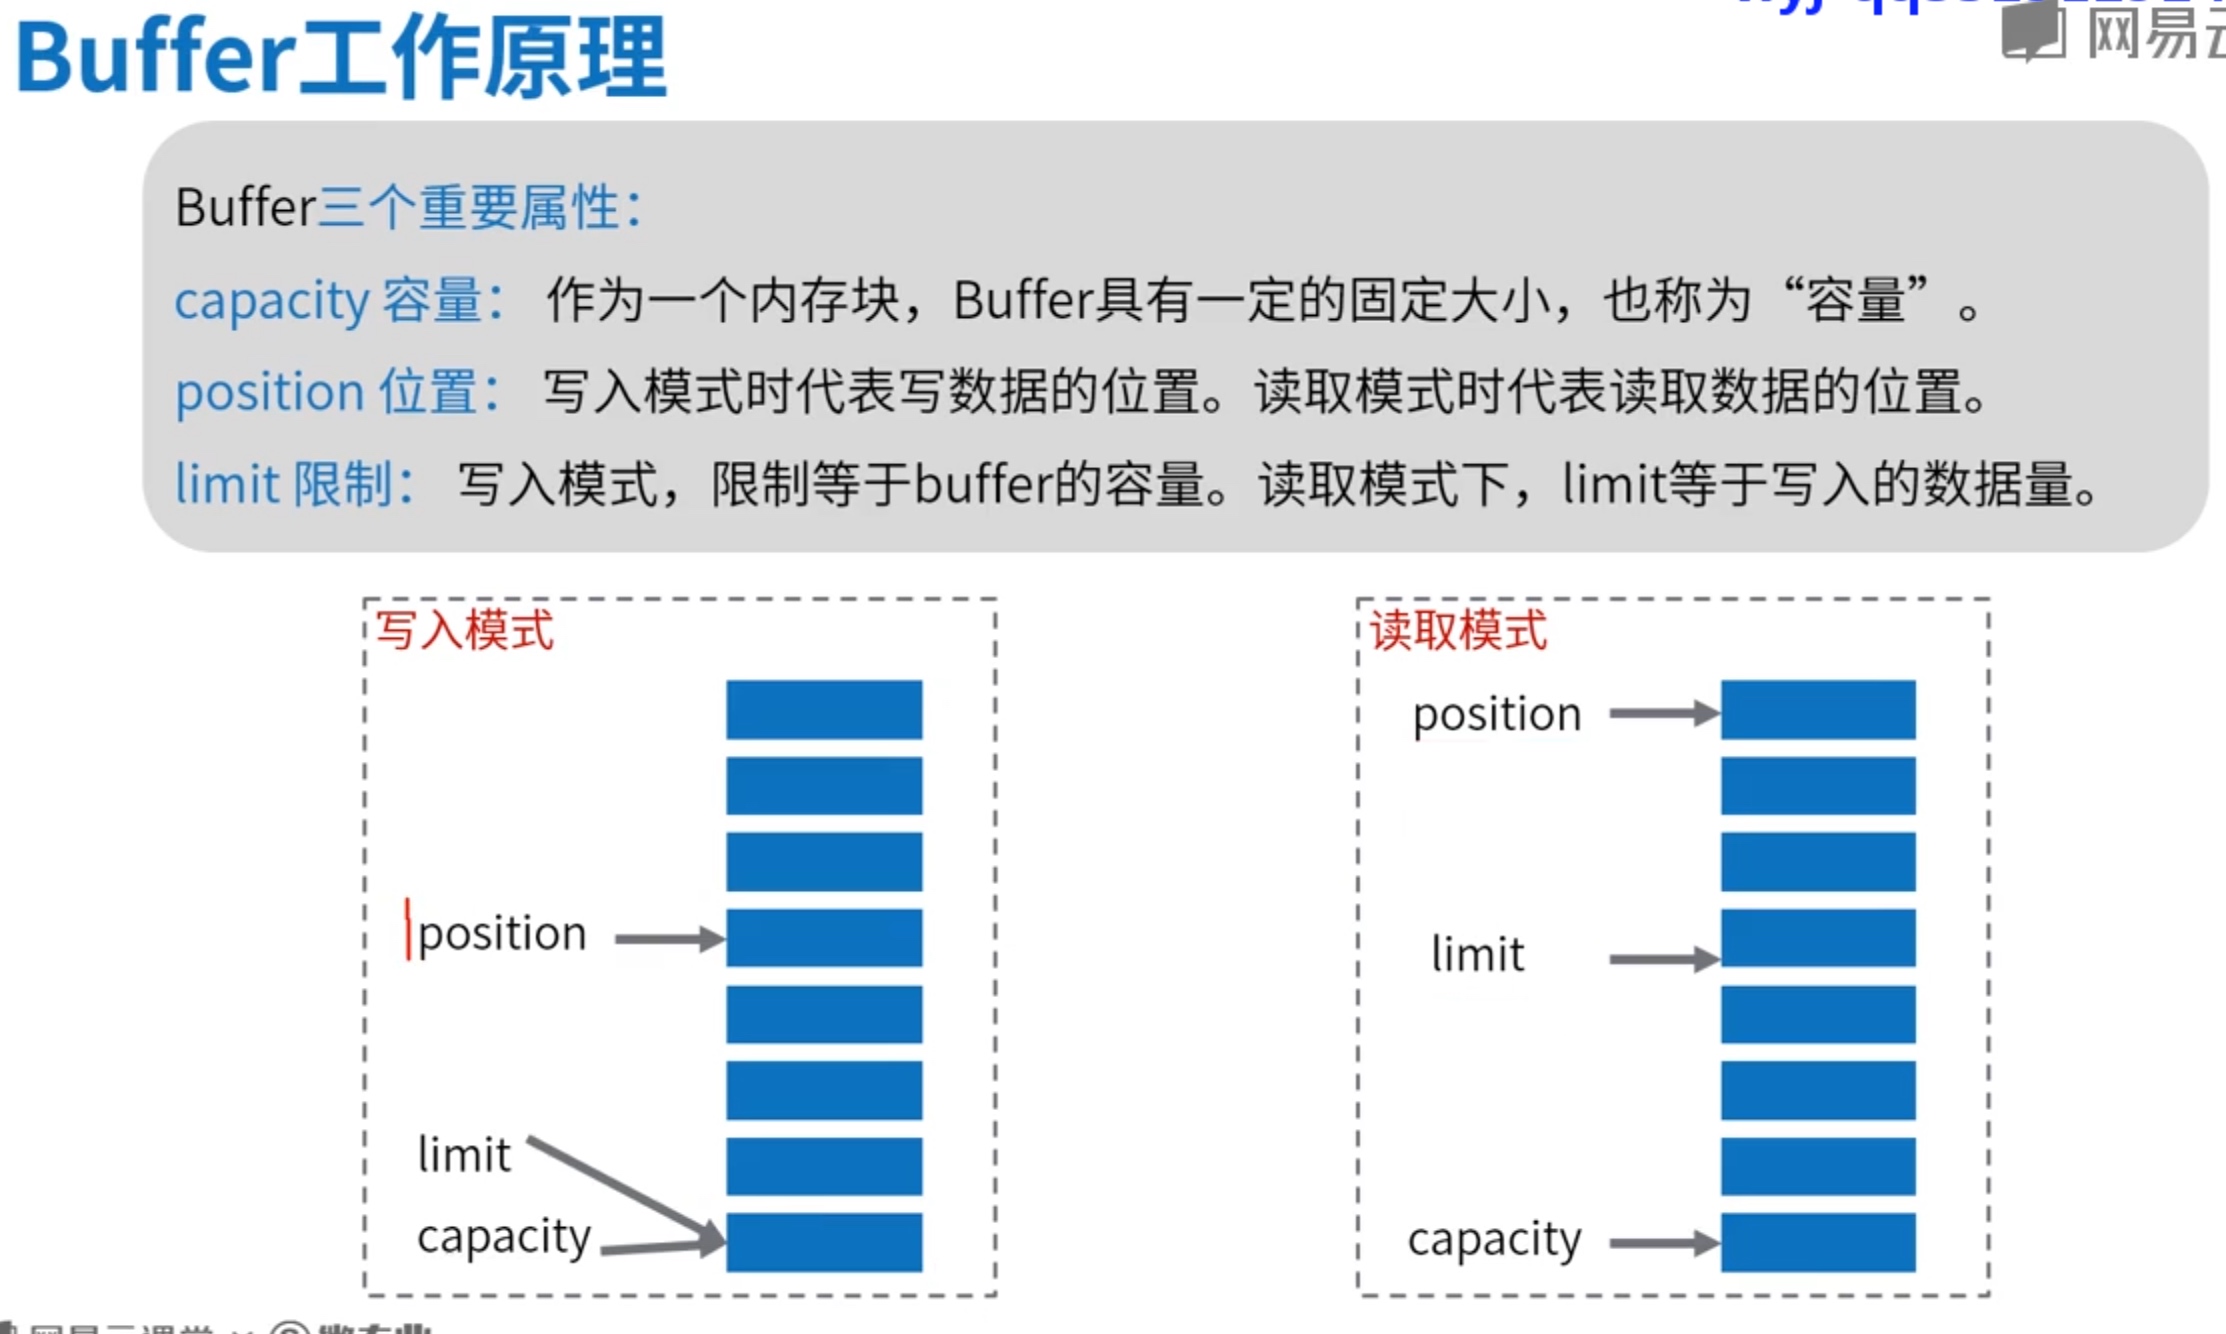 Buffer工作原理
网易云
Buffer三个重要属性：
capacity 容量： 作为一个内存块，Buffer具有一定的固定大小，也称为“容量”。
position 位置： 写入模式时代表写数据的位置。读取模式时代表读取数据的位置。
limit 限制： 写入模式，限制等于buffer的容量。读取模式下，limit等于写入的数据量。
写入模式
position
limit
capacity
读取模式
position
limit
capacity